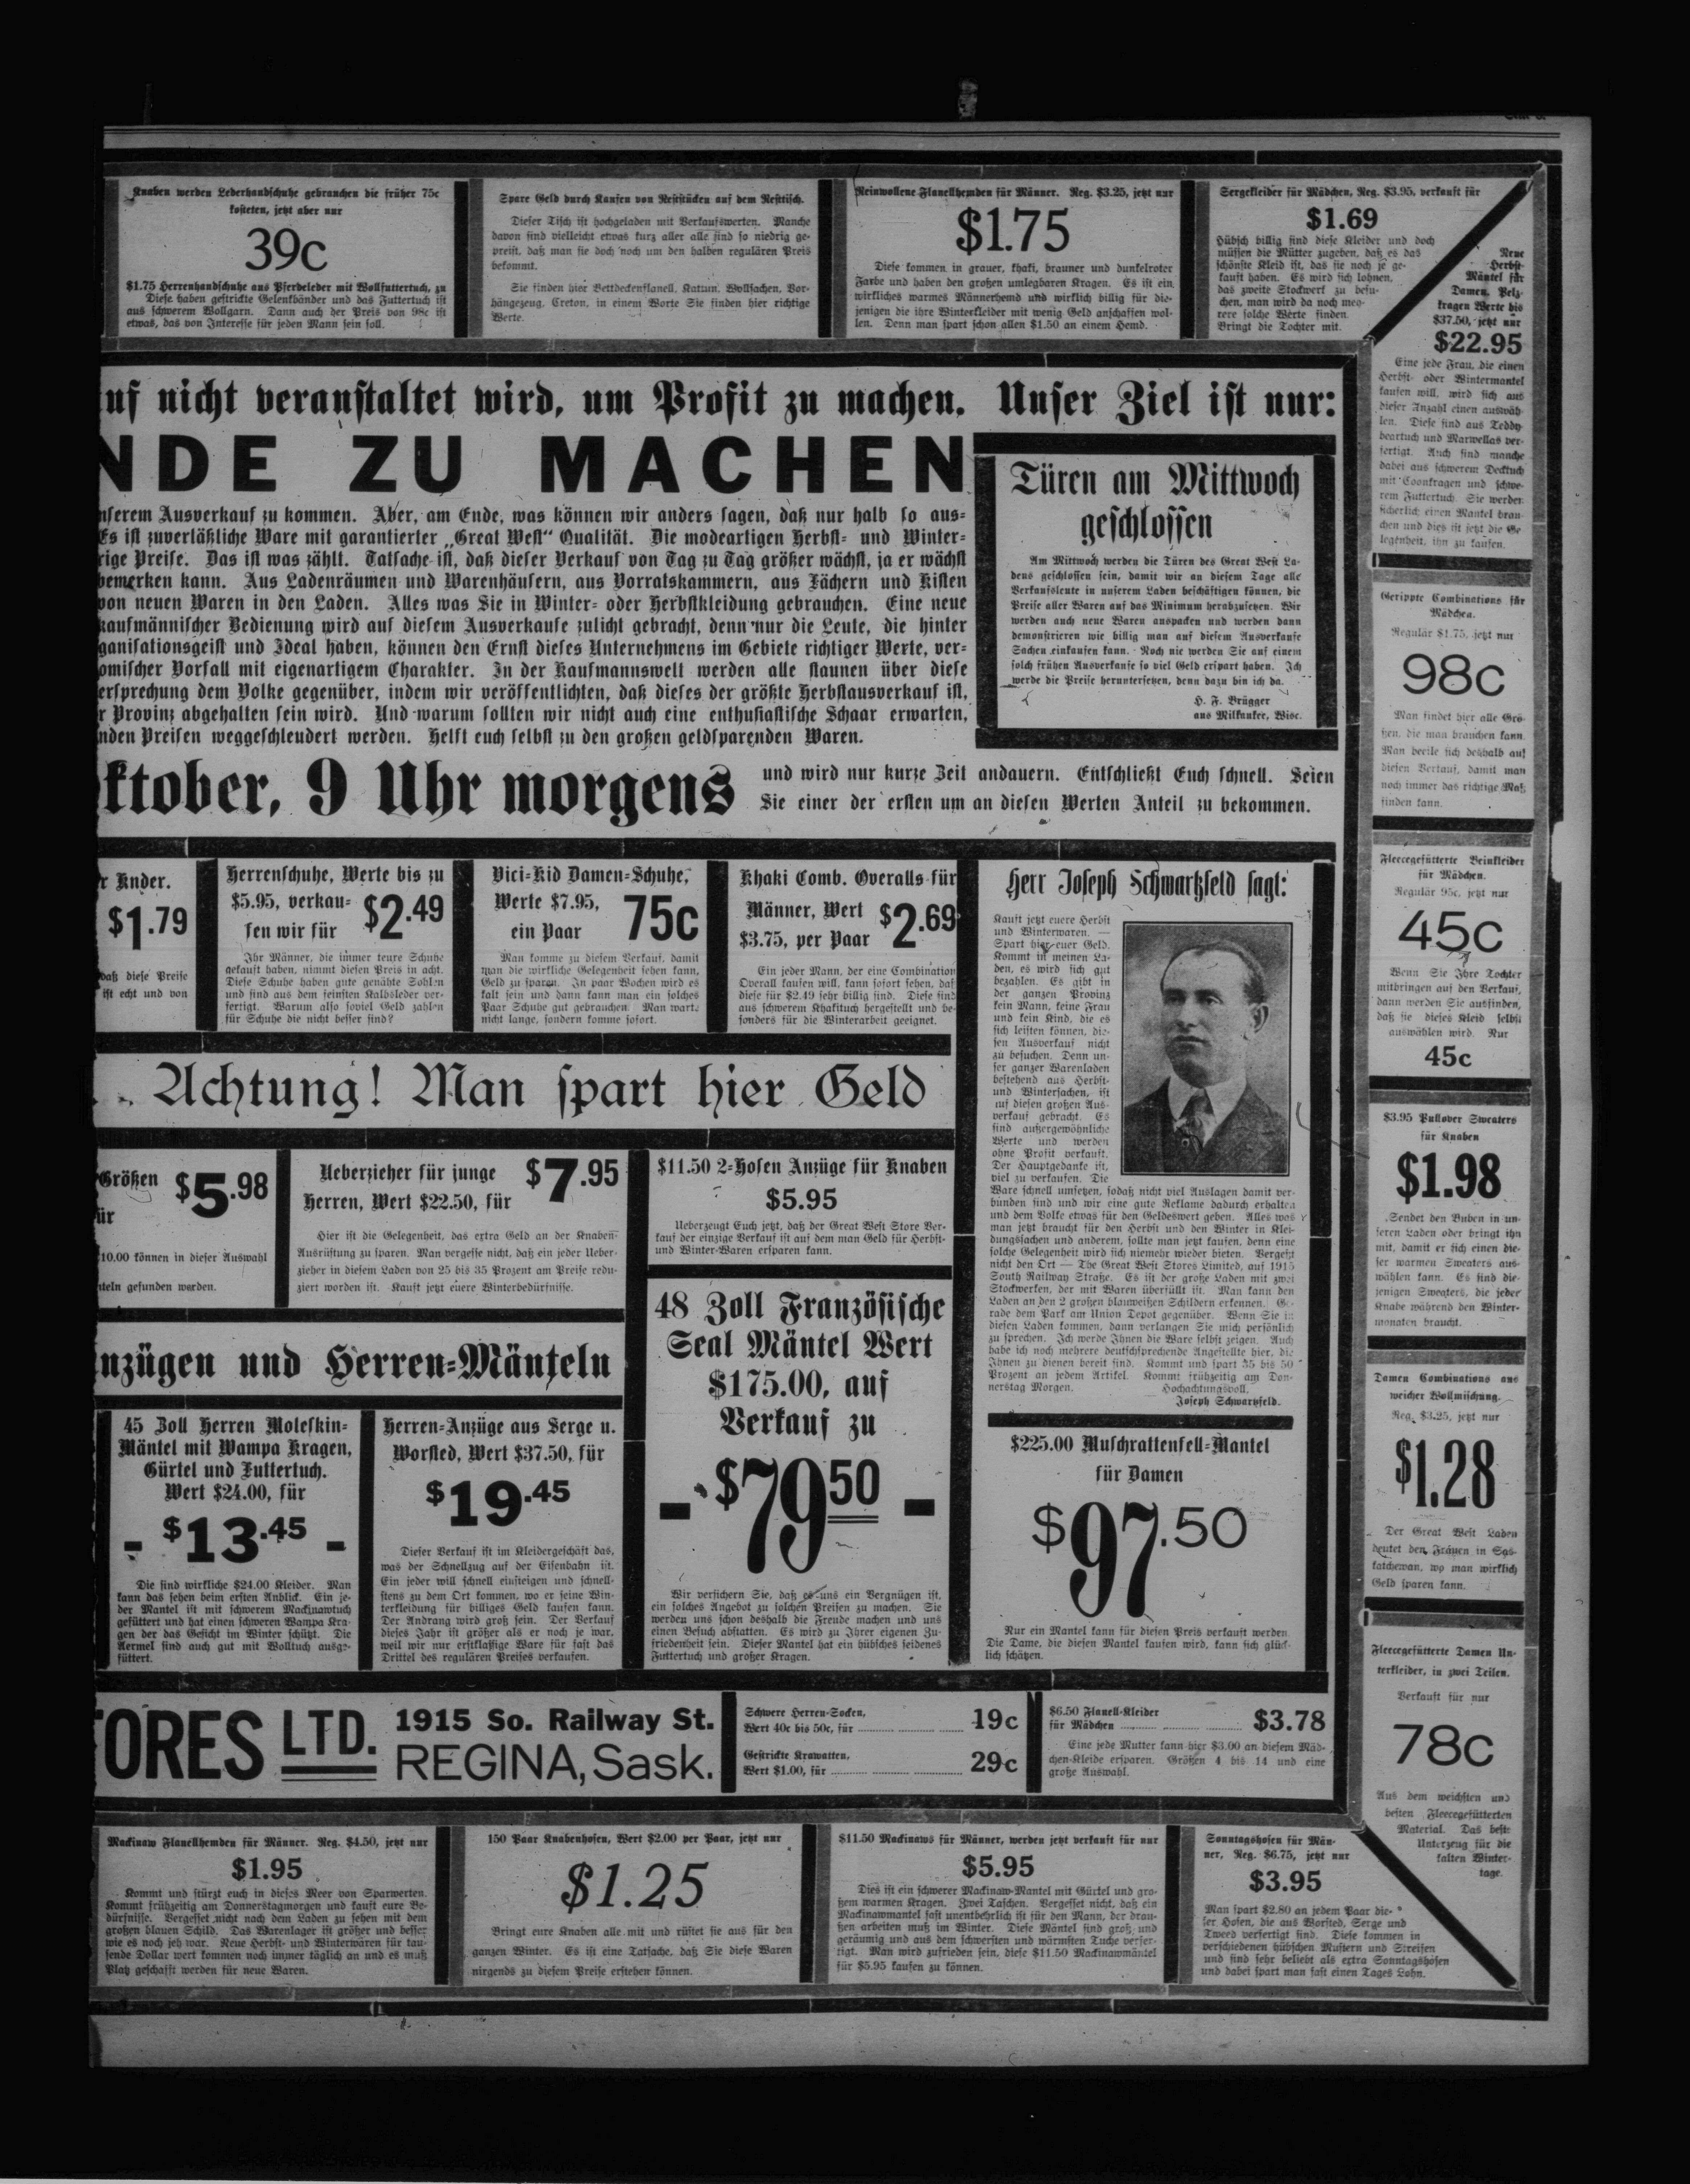 Knaben werden Lederhandschuhe gebrauchen die früher 75c
kosteten, jetzt aber nur
39c
$1.75 Herrenhandschuhe aus Pferdeleder mit Wollfuttertuch, zu
Diese haben gestrickte Gelenkbänder und das Futtertuch ist
aus schwerem Wollgarn. Dann auch der Preis von 98c ist
etwas, das von Interesse für jeden Mann sein soll.
Spare Geld durch Kaufen von Reststücken auf dem Resttisch.
Dieser Tisch ist hochgeladen mit Verkaufswerten. Manche
davon sind vielleicht etwas kurz aller alle sind so niedrig ge-
preist, daß man sie doch noch um den halben regulären Preis
bekommt.
Sie finden hier Bettdeckenflanell, Kattun, Wollsachen, Vor-
hängezeug, Creton, in einem Worte Sie finden hier richtige
Werte.
Reinwollene Flanellhemden für Männer. Reg. $3.25, jetzt nur
$1.75
Diese kommen in grauer, khaki, brauner und dunkelroter
Farbe und haben den großen umlegbaren Kragen. Es ist ein
wirkliches warmes Männerhemd und wirklich billig für die-
jenigen die ihre Winterkleider mit wenig Geld anschaffen wol-
len. Denn man spart schon allen $1.50 an einem Hemd.
Sergekleider für Mädchen, Reg. $3.95, verkauft für
$1.69
Hübsch billig sind diese Kleider und doch
müssen die Mütter zugeben, daß es das
schönste Kleid ist, das sie noch je ge-
kauft haben. Es wird sich lohnen,
das zweite Stockwerk zu besu-
chen, man wird da noch meh-
rere solche Werte finden.
Bringt die Tochter mit.
Neue
Herbst-
Mäntel für
Damen. Pelz-
kragen Werte bis
$37.50, jetzt nur
$22.95
Eine jede Frau, die einen
Herbst- oder Wintermantel
kaufen will, wird sich aus
dieser Anzahl einen auswäh-
len. Diese sind aus Teddy-
beartuch und Marvellas ver-
fertigt. Auch sind manche
dabei aus schwerem Decktuch
mit Coonkragen und schwe-
rem Futtertuch. Sie werden
sicherlich einen Mantel brau-
chen und dies ist jetzt die Ge-
legenheit, ihn zu kaufen.
uf nicht veranstaltet wird, um Profit zu machen. Unser Ziel ist nur:
NDE ZU MACHEN
nserem Ausverkauf zu kommen. Aber, am Ende, was können wir anders sagen, daß nur halb so aus-
Es ist zuverläßliche Ware mit garantierter „Great West“ Qualität. Die modeartigen Herbst- und Winter-
rige Preise. Das ist was zählt. Tatsache ist, daß dieser Verkauf von Tag zu Tag größer wächst, ja er wächst
bemerken kann. Aus Ladenräumen und Warenhäusern, aus Vorratskammern, aus Fächern und Kisten
von neuen Waren in den Laden. Alles was Sie in Winter- oder Herbstkleidung gebrauchen. Eine neue
kaufmännischer Bedienung wird auf diesem Ausverkaufe zulicht gebracht, denn nur die Leute, die hinter
ganisationsgeist und Ideal haben, können den Ernst dieses Unternehmens im Gebiete richtiger Werte, ver-
omischer Vorfall mit eigenartigem Charakter. In der Kaufmannswelt werden alle staunen über diese
ersprechung dem Volke gegenüber, indem wir veröffentlichten, daß dieses der größte Herbstausverkauf ist,
r Provinz abgehalten sein wird. Und warum sollten wir nicht auch eine enthusiastische Schaar erwarten,
nden Preisen weggeschleudert werden. Helft euch selbst zu den großen geldsparenden Waren.
Türen am Mittwoch
geschlossen
Am Mittwoch werden die Türen des Great West La-
dens geschlossen sein, damit wir an diesem Tage alle
Verkaufsleute in unserem Laden beschäftigen können, die
Preise aller Waren auf das Minimum herabzusetzen. Wir
werden auch neue Waren auspacken und werden dann
demonstrieren wie billig man auf diesem Ausverkaufe
Sachen einkaufen kann. Noch nie werden Sie auf einem
solch frühen Ausverkaufe so viel Geld erspart haben. Ich
werde die Preise heruntersetzen, denn dazu bin ich da.
H. F. Brügger
aus Milkauker, Wisc.
ktober, 9 Uhr morgens
und wird nur kurze Zeit andauern. Entschließt Euch schnell. Seien
Sie einer der ersten um an diesen Werten Anteil zu bekommen.
Gerippte Combinations für
Mädchen.
Regulär $1.75, jetzt nur
98c
Man findet hier alle Grö-
ßen, die man brauchen kann.
Man beeile sich deshalb auf
diesen Verkauf, damit man
noch immer das richtige Maß
finden kann.
r Knder.
$1.79
daß diese Preise
ist echt und von
Herrenschuhe, Werte bis zu
$5.95, verkau-
fen wir für
$2.49
Ihr Männer, die immer teure Schuhe
gekauft haben, nimmt diesen Preis in acht.
Diese Schuhe haben gute genähte Sohlen
und sind aus dem feinsten Kalbsleder ver-
fertigt. Warum also soviel Geld zahlen
für Schuhe die nicht besser sind?
Vici-Kid Damen-Schuhe,
Werte $7.95,
ein Paar
75c
Man komme zu diesem Verkauf, damit
man die wirkliche Gelegenheit sehen kann,
Geld zu sparen. In paar Wochen wird es
kalt sein und dann kann man ein solches
Paar Schuhe gut gebrauchen. Man warte
nicht lange, sondern komme sofort.
Khaki Comb. Overalls für
Männer, Wert
$3.75, per Paar
$2.69
Ein jeder Mann, der eine Combination
Overall kaufen will, kann sofort sehen, daß
diese für $2.49 sehr billig sind. Diese sind
aus schwerem Khakituch hergestellt und be-
sonders für die Winterarbeit geeignet.
Herr Joseph Schwartzfeld sagt:
Kauft jetzt euere Herbst
und Winterwaren. —
Spart hier euer Geld.
Kommt in meinen La-
den, es wird sich gut
bezahlen. Es gibt in
der ganzen Provinz
kein Mann, keine Frau
und kein Kind, die es
sich leisten können, die-
sen Ausverkauf nicht
zu besuchen. Denn un-
ser ganzer Warenladen
bestehend aus Herbst-
und Wintersachen, ist
auf diesen großen Aus-
verkauf gebracht. Es
sind außergewöhnliche
Werte und werden
ohne Profit verkauft.
Der Hauptgedanke ist,
viel zu verkaufen. Die
Ware schnell umsetzen, sodaß nicht viel Auslagen damit ver-
bunden sind und wir eine gute Reklame dadurch erhalten
und dem Volke etwas für den Geldeswert geben. Alles was
man jetzt braucht für den Herbst und den Winter in Klei-
dungssachen und anderem, sollte man jetzt kaufen, denn eine
solche Gelegenheit wird sich niemehr wieder bieten. Vergeßt
nicht den Ort — The Great West Stores Limited, auf 1915
South Railway Straße. Es ist der große Laden mit zwei
Stockwerken, der mit Waren überfüllt ist. Man kann den
Laden an den 2 großen blauweißen Schildern erkennen. Ge-
rade dem Park am Union Depot gegenüber. Wenn Sie in
diesen Laden kommen, dann verlangen Sie mich persönlich
zu sprechen. Ich werde Ihnen die Ware selbst zeigen. Auch
habe ich noch mehrere deutschsprechende Angestellte hier, die
Ihnen zu dienen bereit sind. Kommt und spart 35 bis 50
Prozent an jedem Artikel. Kommt frühzeitig am Don-
nerstag Morgen.
Hochachtungsvoll,
Joseph Schwartzfeld.
Fleecegefütterte Beinkleider
für Mädchen.
Regulär 95c, jetzt nur
45c
Wenn Sie Ihre Tochter
mitbringen auf den Verkauf,
dann werden Sie ausfinden,
daß sie dieses Kleid selbst
auswählen wird. Nur
45c
Achtung! Man spart hier Geld
Größen
ür
$5.98
10.00 können in dieser Auswahl
nteln gefunden werden.
Ueberzieher für junge
Herren, Wert $22.50, für
$7.95
Hier ist die Gelegenheit, das extra Geld an der Knaben-
Ausrüstung zu sparen. Man vergesse nicht, daß ein jeder Ueber-
zieher in diesem Laden von 25 bis 35 Prozent am Preise redu-
ziert worden ist. Kauft jetzt euere Winterbedürfnisse.
$11.50 2-Hosen Anzüge für Knaben
$5.95
Ueberzeugt Euch jetzt, daß der Great West Store Ver-
kauf der einzige Verkauf ist auf dem man Geld für Herbst-
und Winter-Waren ersparen kann.
$3.95 Pullover Sweaters
für Knaben
$1.98
Sendet den Buben in un-
seren Laden oder bringt ihn
mit, damit er sich einen die-
ser warmen Sweaters aus-
wählen kann. Es sind die-
jenigen Sweaters, die jeder
Knabe während den Winter-
monaten braucht.
nzügen und Herren-Mänteln
48 Zoll Französische
Seal Mäntel Wert
$175.00, auf
Verkauf zu
- $79.50 -
Wir versichern Sie, daß es uns ein Vergnügen ist,
ein solches Angebot zu solchen Preisen zu machen. Sie
werden uns schon deshalb die Freude machen und uns
einen Besuch abstatten. Es wird zu Ihrer eigenen Zu-
friedenheit sein. Dieser Mantel hat ein hübsches seidenes
Futtertuch und großer Kragen.
45 Zoll Herren Moleskin-
Mäntel mit Wampa Kragen,
Gürtel und Futtertuch.
Wert $24.00, für
- $13.45 -
Die sind wirkliche $24.00 Kleider. Man
kann das sehen beim ersten Anblick. Ein je-
der Mantel ist mit schwerem Mackinawtuch
gefüttert und hat einen schweren Wampa Kra-
gen der das Gesicht im Winter schützt. Die
Aermel sind auch gut mit Wolltuch ausge-
füttert.
Herren-Anzüge aus Serge u.
Worsted, Wert $37.50, für
$19.45
Dieser Verkauf ist im Kleidergeschäft das,
was der Schnellzug auf der Eisenbahn ist.
Ein jeder will schnell einsteigen und schnell-
stens zu dem Ort kommen, wo er seine Win-
terkleidung für billiges Geld kaufen kann.
Der Andrang wird groß sein. Der Verkauf
dieses Jahr ist größer als er noch je war,
weil wir nur erstklassige Ware für fast das
Drittel des regulären Preises verkaufen.
$225.00 Muschrattenfell-Mantel
für Damen
$97.50
Nur ein Mantel kann für diesen Preis verkauft werden.
Die Dame, die diesen Mantel kaufen wird, kann sich glück-
lich schätzen.
Damen Combinations aus
weicher Wollmischung.
Reg. $3.25, jetzt nur
$1.28
Der Great West Laden
deutet den Frauen in Sas-
katchewan, wo man wirklich
Geld sparen kann.
Fleecegefütterte Damen Un-
terkleider, in zwei Teilen.
Verkauft für nur
78c
Aus dem weichsten und
besten Fleecegefütterten
Material. Das beste
Unterzeug für die
kalten Winter-
tage.
TORES LTD.
1915 So. Railway St.
REGINA, Sask.
Schwere Herren-Socken,
Wert 40c bis 50c, für ........ 19c
Gestrickte Krawatten,
Wert $1.00, für ........ 29c
$6.50 Flanell-Kleider
für Mädchen ........ $3.78
Eine jede Mutter kann hier $3.00 an diesem Mäd-
chen-Kleide ersparen. Größen 4 bis 14 und eine
große Auswahl.
Mackinaw Flanellhemden für Männer. Reg. $4.50, jetzt nur
$1.95
Kommt und stürzt euch in dieses Meer von Sparwerten.
Kommt frühzeitig am Donnerstagmorgen und kauft eure Be-
dürfnisse. Vergesset nicht nach dem Laden zu sehen mit dem
großen blauen Schild. Das Warenlager ist größer und besser
wie es noch jeh war. Neue Herbst- und Winterwaren für tau-
sende Dollar wert kommen noch immer täglich an und es muß
Platz geschafft werden für neue Waren.
150 Paar Knabenhosen, Wert $2.00 per Paar, jetzt nur
$1.25
Bringt eure Knaben alle mit und rüstet sie aus für den
ganzen Winter. Es ist eine Tatsache, daß Sie diese Waren
nirgends zu diesem Preise erstehen können.
$11.50 Mackinaws für Männer, werden jetzt verkauft für nur
$5.95
Dies ist ein schwerer Mackinaw-Mantel mit Gürtel und gro-
ßem warmen Kragen. Zwei Taschen. Vergesset nicht, daß ein
Mackinawmantel fast unentbehrlich ist für den Mann, der drau-
ßen arbeiten muß im Winter. Diese Mäntel sind groß und
geräumig und aus dem schwersten und wärmsten Tuche verfer-
tigt. Man wird zufrieden sein, diese $11.50 Mackinawmäntel
für $5.95 kaufen zu können.
Sonntagshosen für Män-
ner, Reg. $6.75, jetzt nur
$3.95
Man spart $2.80 an jedem Paar die-
ser Hosen, die aus Worsted, Serge und
Tweed verfertigt sind. Diese kommen in
verschiedenen hübschen Mustern und Streifen
und sind sehr beliebt als extra Sonntagshosen
und dabei spart man fast einen Tages Lohn.